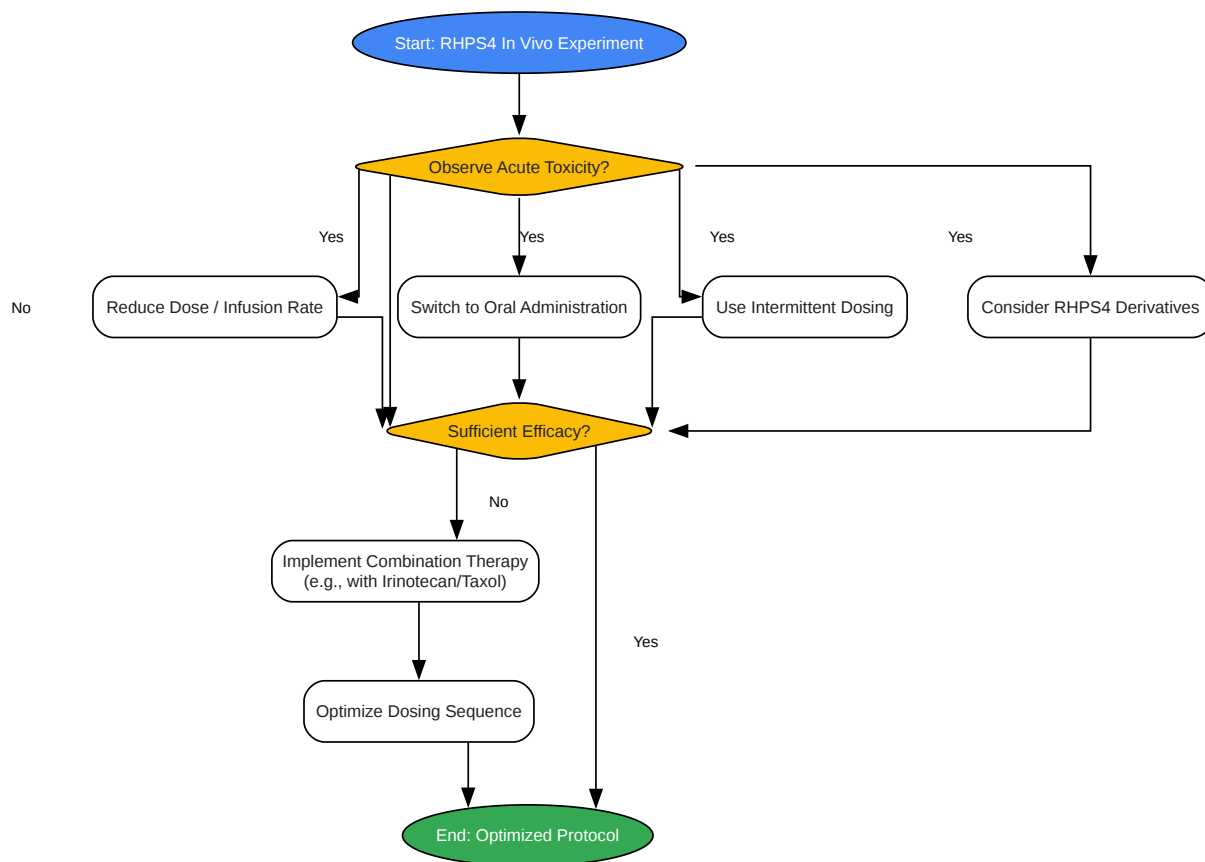 Start: RHPS4 In Vivo Experiment
Observe Acute Toxicity?
Yes
Yes
Yes
Yes
No
Reduce Dose / Infusion Rate
Switch to Oral Administration
Use Intermittent Dosing
Consider RHPS4 Derivatives
Sufficient Efficacy?
No
Implement Combination Therapy
(e.g., with Irinotecan/Taxol)
Yes
Optimize Dosing Sequence
End: Optimized Protocol